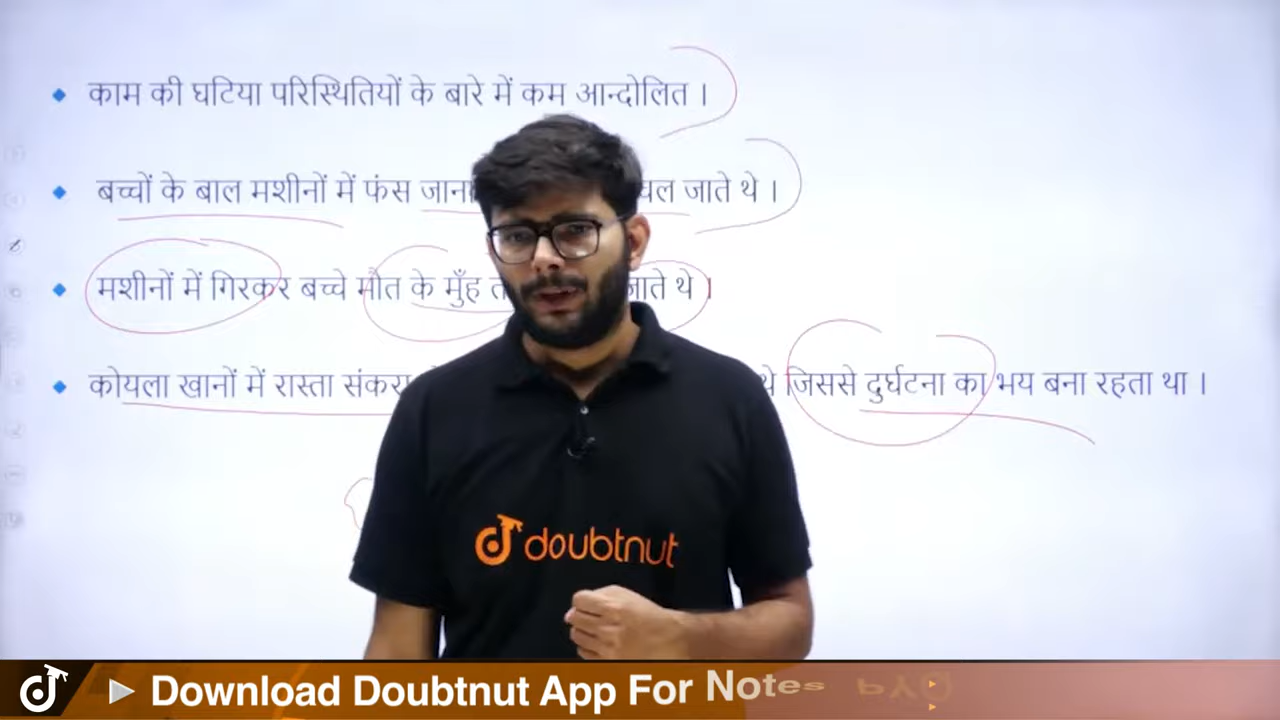 काम की घटिया परिस्थितियों के बारे में कम आन्दोलित ।
बच्चों के बाल मशीनों में फंस जाना जाते थे ।
मशीनों में गिरकर बच्चे मौत के मुँह जाते थे ।
कोयला खानों में रास्ता संकरा थे जिससे दुर्घटना का भय बना रहता था ।
doubtnut
Download Doubtnut App For Notes